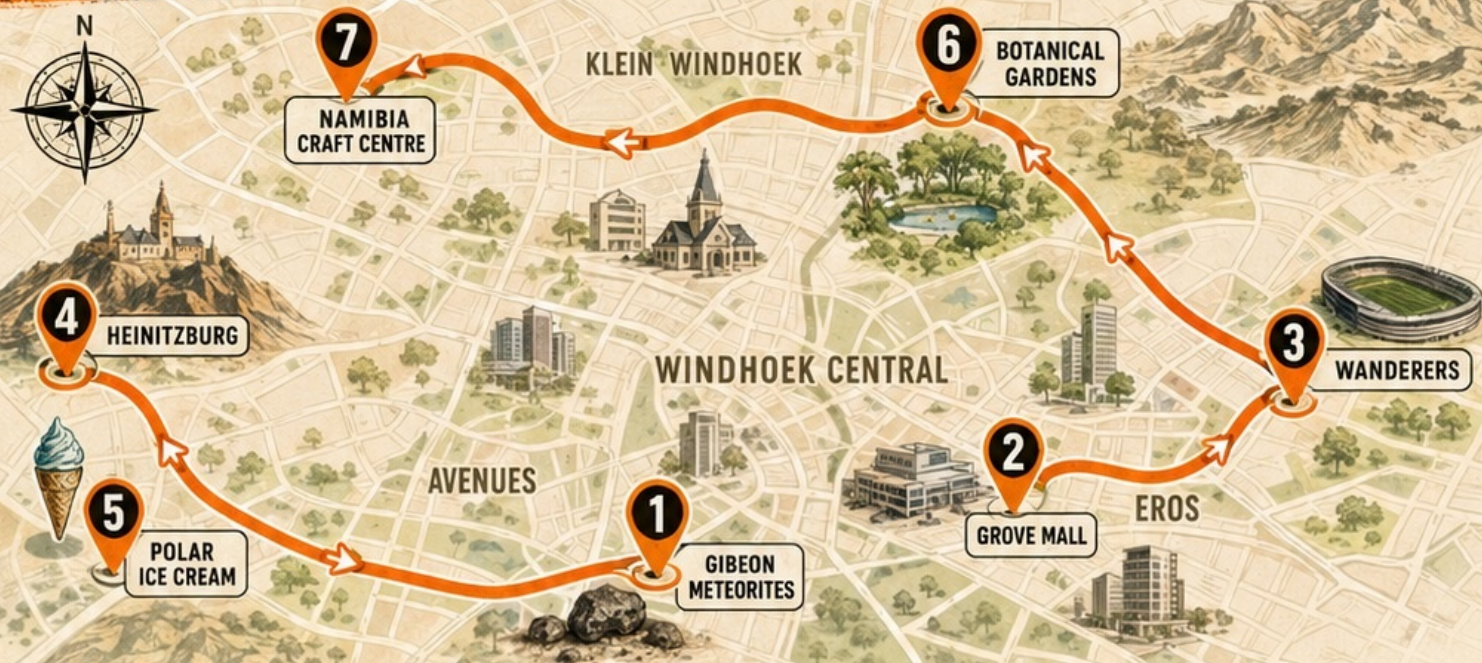 N
7
NAMIBIA
CRAFT CENTRE
KLEIN WINDHOEK
6
BOTANICAL
GARDENS
4
HEINITZBURG
3
WANDERERS
WINDHOEK CENTRAL
AVENUES
2
GROVE MALL
EROS
5
POLAR
ICE CREAM
1
GIBEON
METEORITES